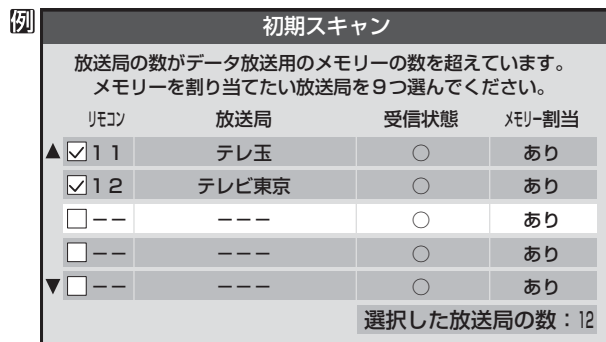 例
初期スキャン
放送局の数がデータ放送用のメモリーの数を超えています。
メモリーを割り当てたい放送局を9つ選んでください。
リモコン 放送局 受信状態 メモリー割当
▲ ☑11 テレ玉 ○ あり
☑12 テレビ東京 ○ あり
☐−− −−− ○ あり
☐−− −−− ○ あり
▼ ☐−− −−− ○ あり
選択した放送局の数：12